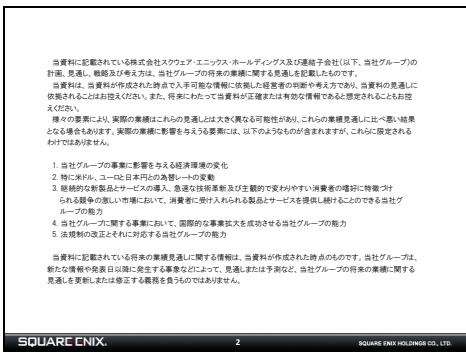 当資料に記載されている株式会社スクウェア・エニックス・ホールディングス及び連結子会社(以下、当社グループ)の
計画、見通し、戦略及び考え方は、当社グループの将来の業績に関する見通しを記載したものです。
当資料は、当資料が作成された時点で入手可能な情報に依拠した経営者の判断や考え方であり、当資料の見通しに
依拠されることはお控えください。また、将来にわたって当資料が正確または有効な情報であると想定されることもお控
えください。
様々の要素により、実際の業績はこれらの見通しとは大きく異なる可能性があり、これらの業績見通しに比べ悪い結果
となる場合もあります。実際の業績に影響を与えうる要素には、以下のようなものが含まれますが、これらに限定される
わけではありません。
1. 当社グループの事業に影響を与える経済環境の変化
2. 特に米ドル、ユーロと日本円との為替レートの変動
3. 継続的な新製品とサービスの導入、急速な技術革新及び主観的で変わりやすい消費者の嗜好に特徴づけ
られる競争の激しい市場において、消費者に受け入れられる製品とサービスを提供し続けることのできる当社グ
ループの能力
4. 当社グループに関する事業において、国際的な事業拡大を成功させる当社グループの能力
5. 法規制の改正とそれに対応する当社グループの能力
当資料に記載されている将来の業績見通しに関する情報は、当資料が作成された時点のものです。当社グループは、
新たな情報や発表日以降に発生する事象などによって、見通しまたは予測など、当社グループの将来の業績に関する
見通しを更新しまたは修正する義務を負うものではありません。
SQUARE ENIX. 2 SQUARE ENIX HOLDINGS CO., LTD.